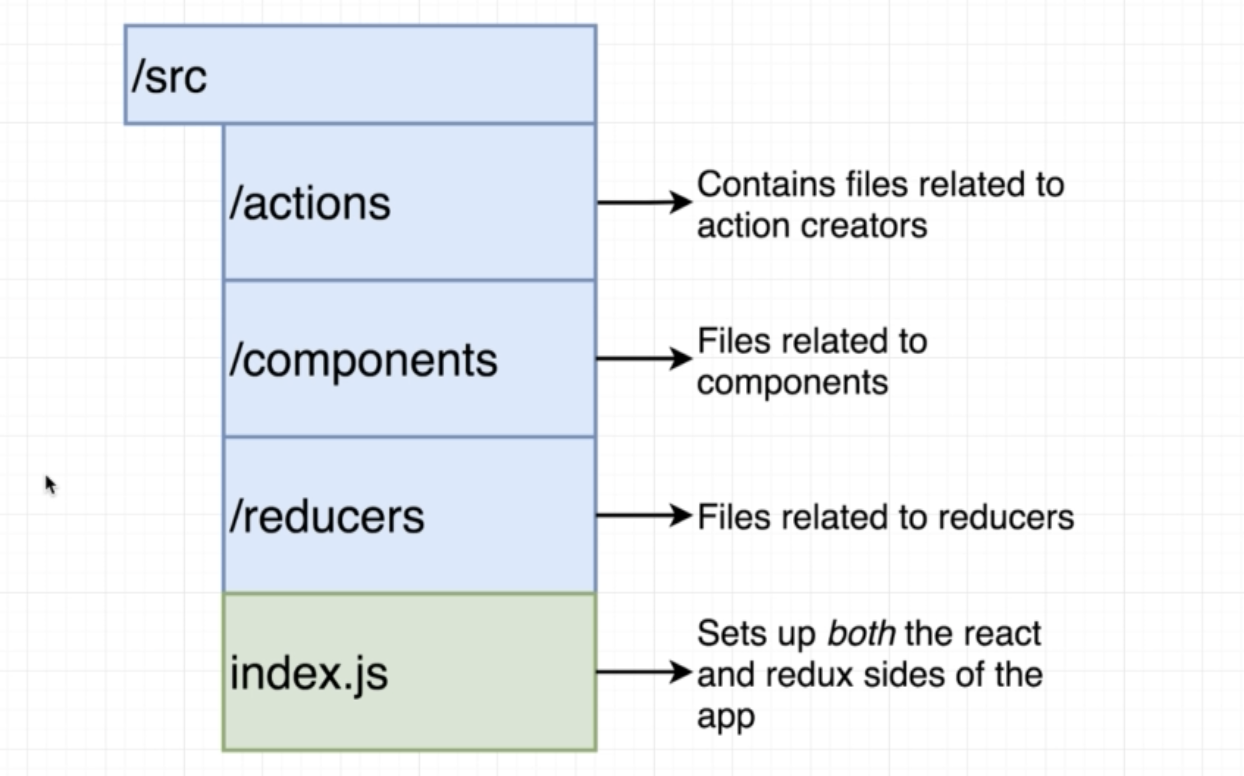 /src
/actions
Contains files related to
action creators
/components
Files related to
components
/reducers
Files related to reducers
index.js
Sets up both the react
and redux sides of the
app